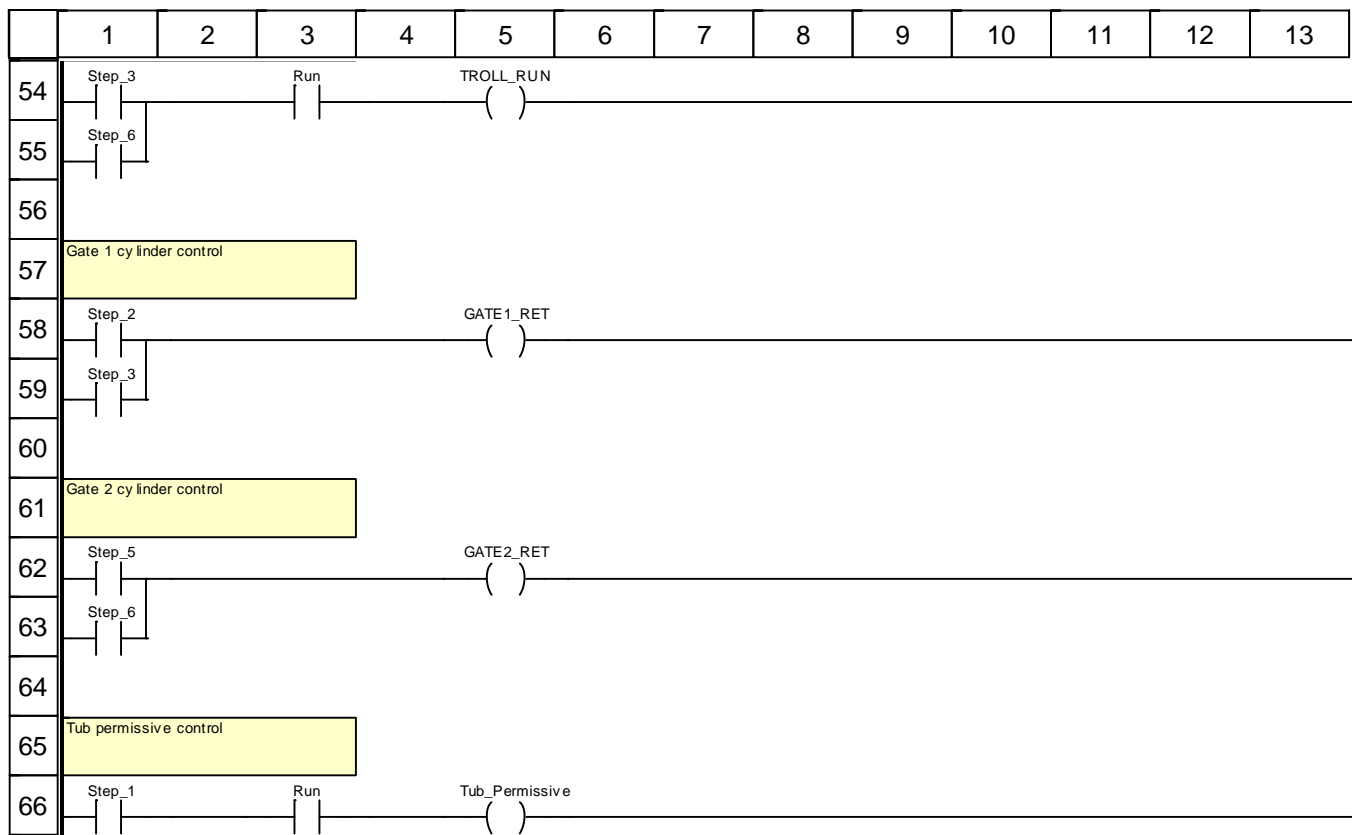 1 2 3 4 5 6 7 8 9 10 11 12 13
54 Step_3 Run TROLL_RUN
55 Step_6
56
57 Gate 1 cylinder control
58 Step_2 GATE1_RET
59 Step_3
60
61 Gate 2 cylinder control
62 Step_5 GATE2_RET
63 Step_6
64
65 Tub permissive control
66 Step_1 Run Tub_Permissive